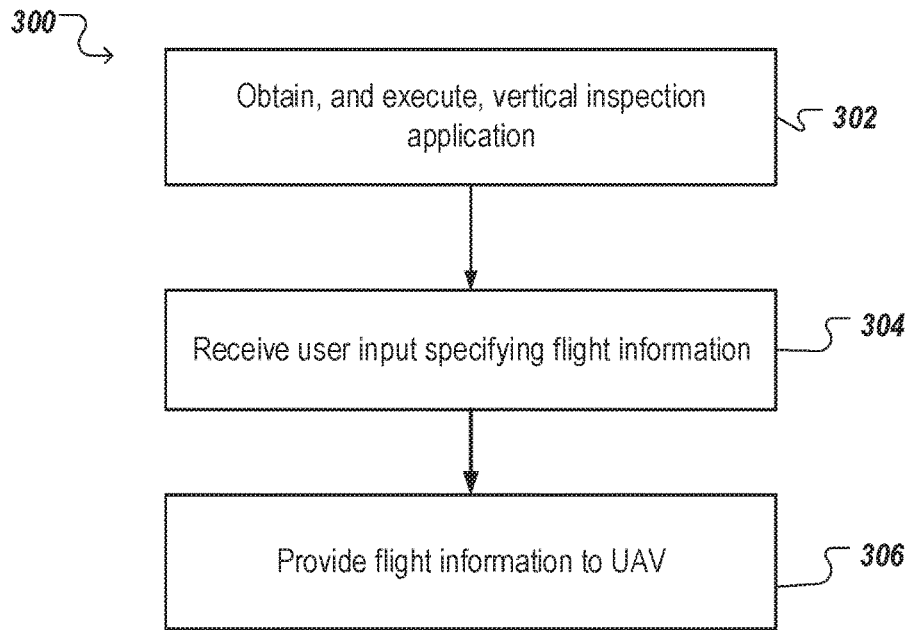 300
Obtain, and execute, vertical inspection
application
302
Receive user input specifying flight information
304
Provide flight information to UAV
306